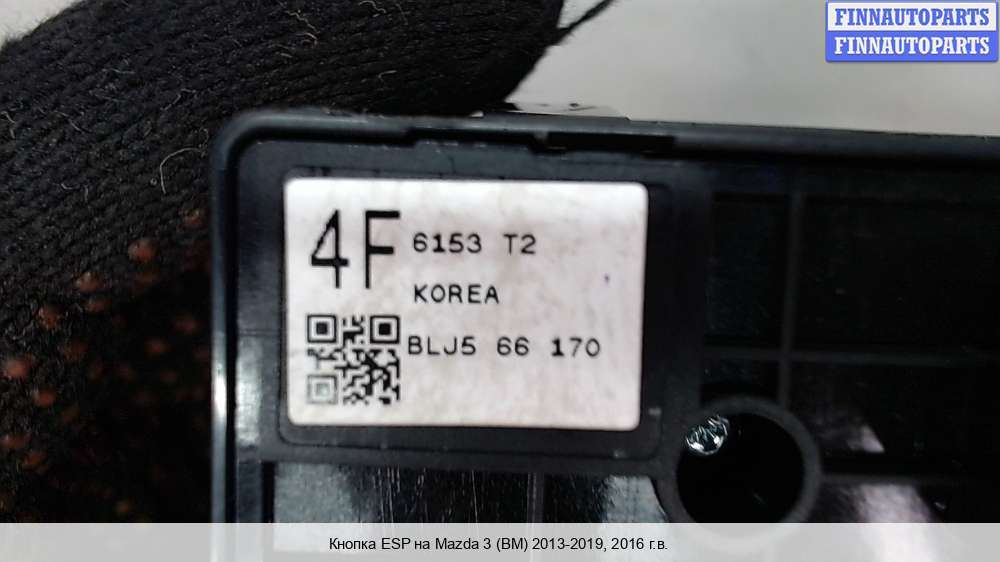 FINNAUTOPARTS
FINNAUTOPARTS
4F 6153 T2
KOREA
BLJ5 66 170
Кнопка ESP на Mazda 3 (BM) 2013-2019, 2016 г.в.